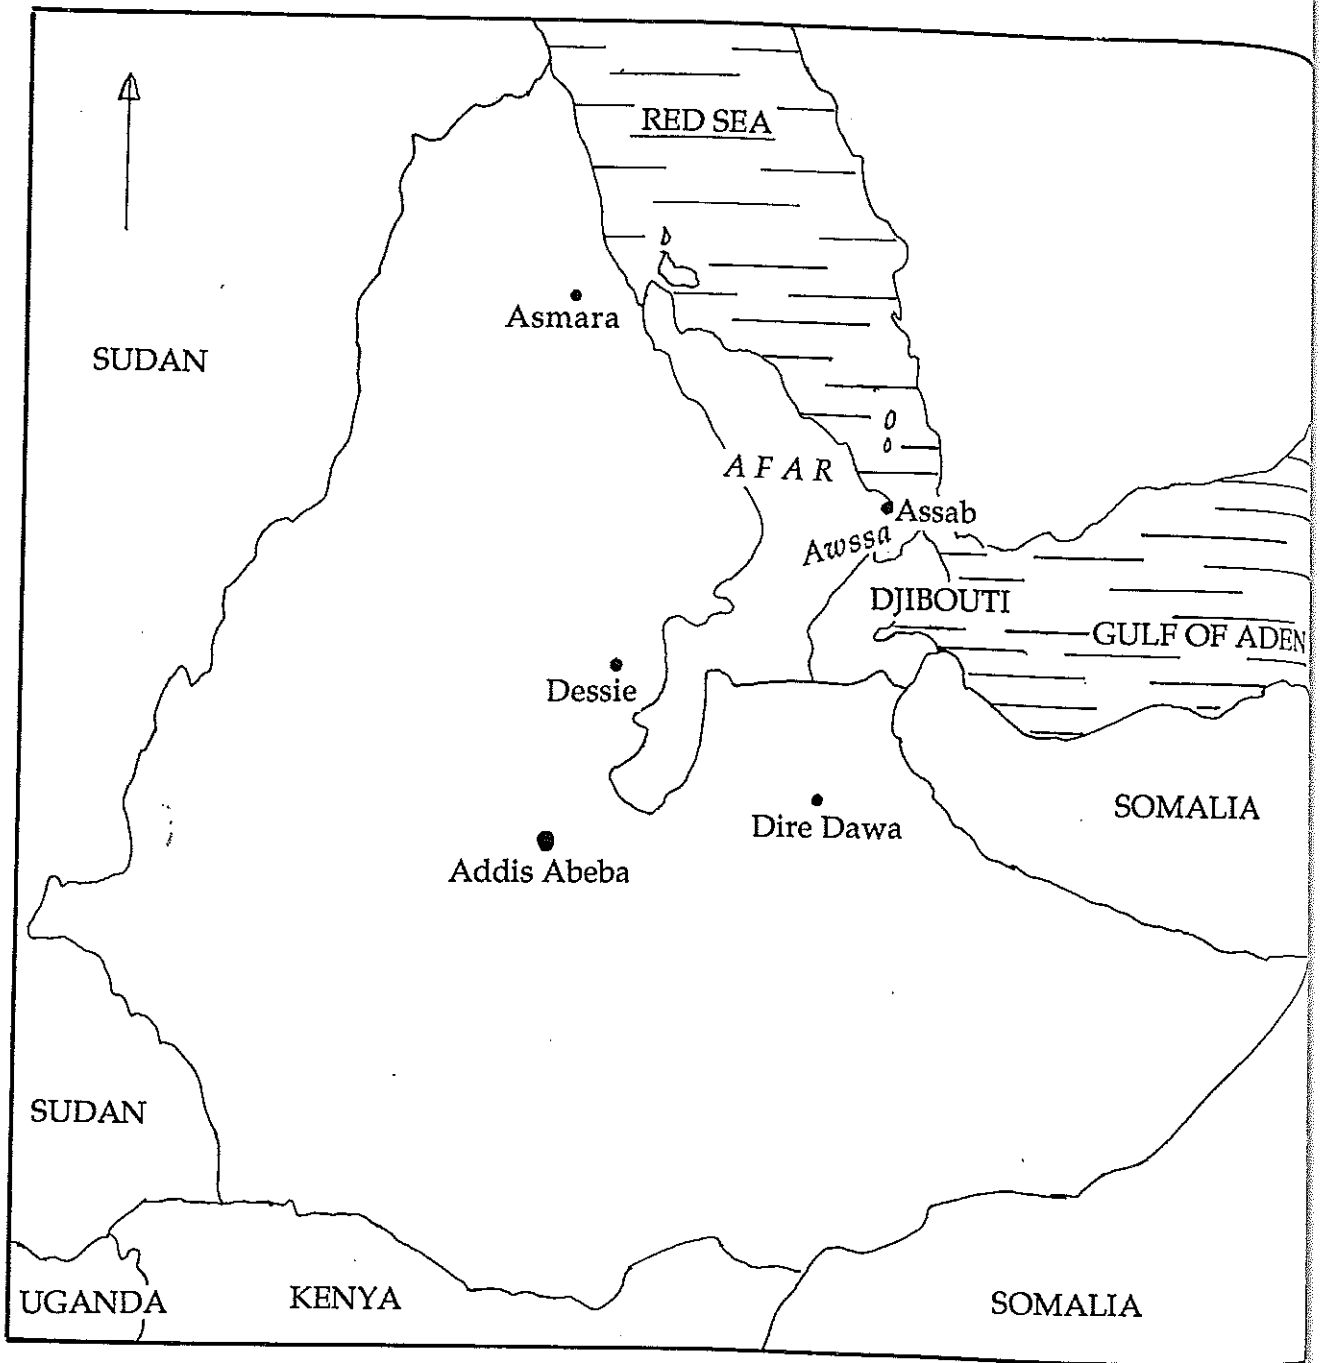 RED SEA
Asmara
SUDAN
AFAR
Assab
Awssa
DJIBOUTI
GULF OF ADEN
Dessie
SOMALIA
Dire Dawa
Addis Abeba
SUDAN
UGANDA
KENYA
SOMALIA